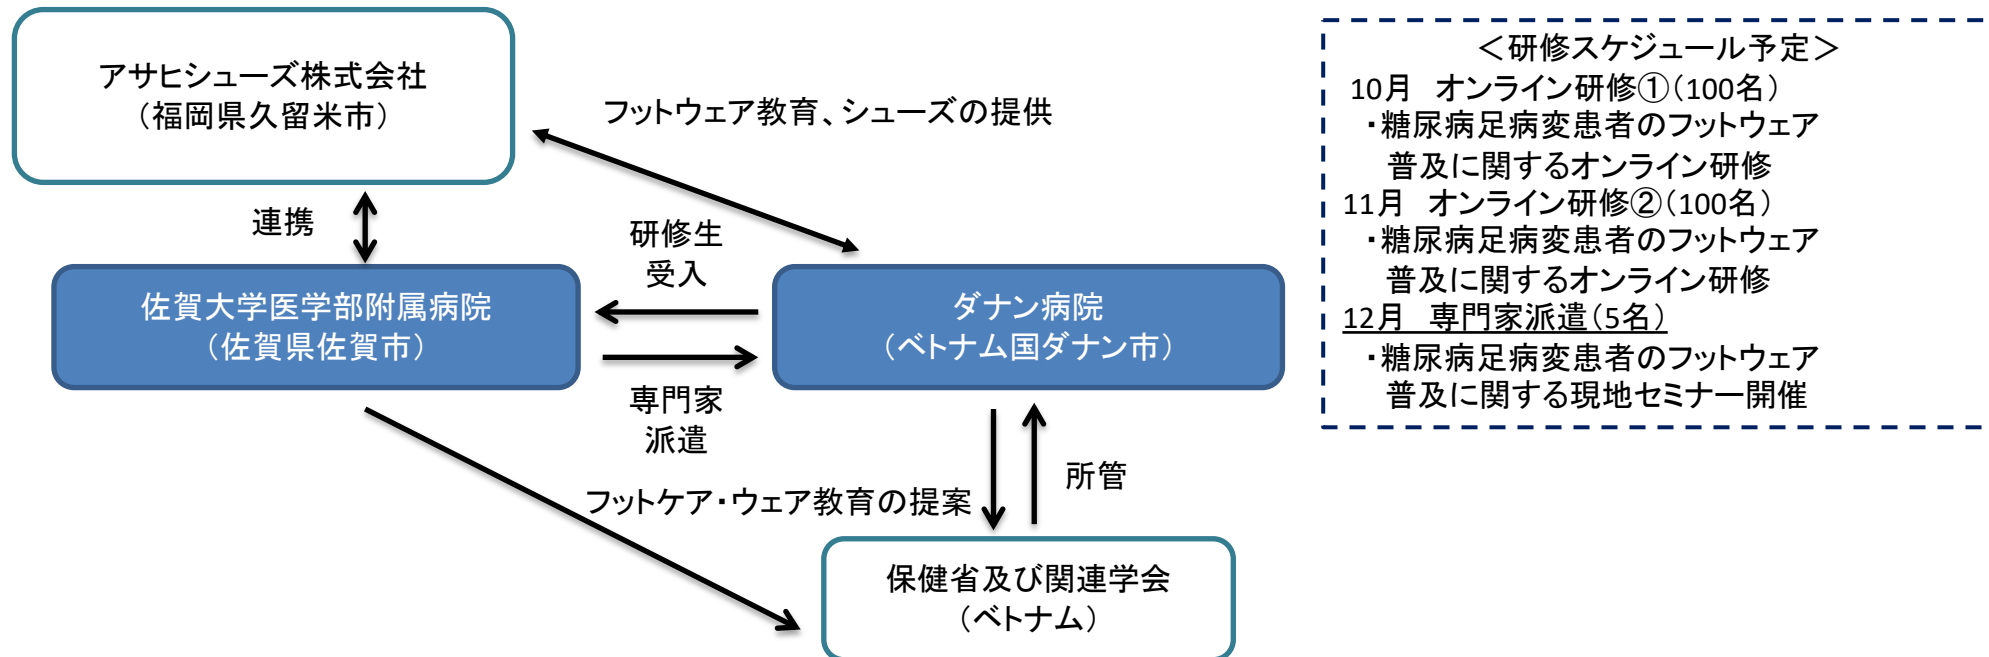 アサヒシューズ株式会社
（福岡県久留米市）
フットウェア教育、シューズの提供
連携
研修生
受入
佐賀大学医学部附属病院
（佐賀県佐賀市）
ダナン病院
（ベトナム国ダナン市）
専門家
派遣
所管
フットケア・ウェア教育の提案
保健省及び関連学会
（ベトナム）
＜研修スケジュール予定＞
10月　オンライン研修①（100名）
・糖尿病足病変患者のフットウェア
普及に関するオンライン研修
11月　オンライン研修②（100名）
・糖尿病足病変患者のフットウェア
普及に関するオンライン研修
12月　専門家派遣（5名）
・糖尿病足病変患者のフットウェア
普及に関する現地セミナー開催